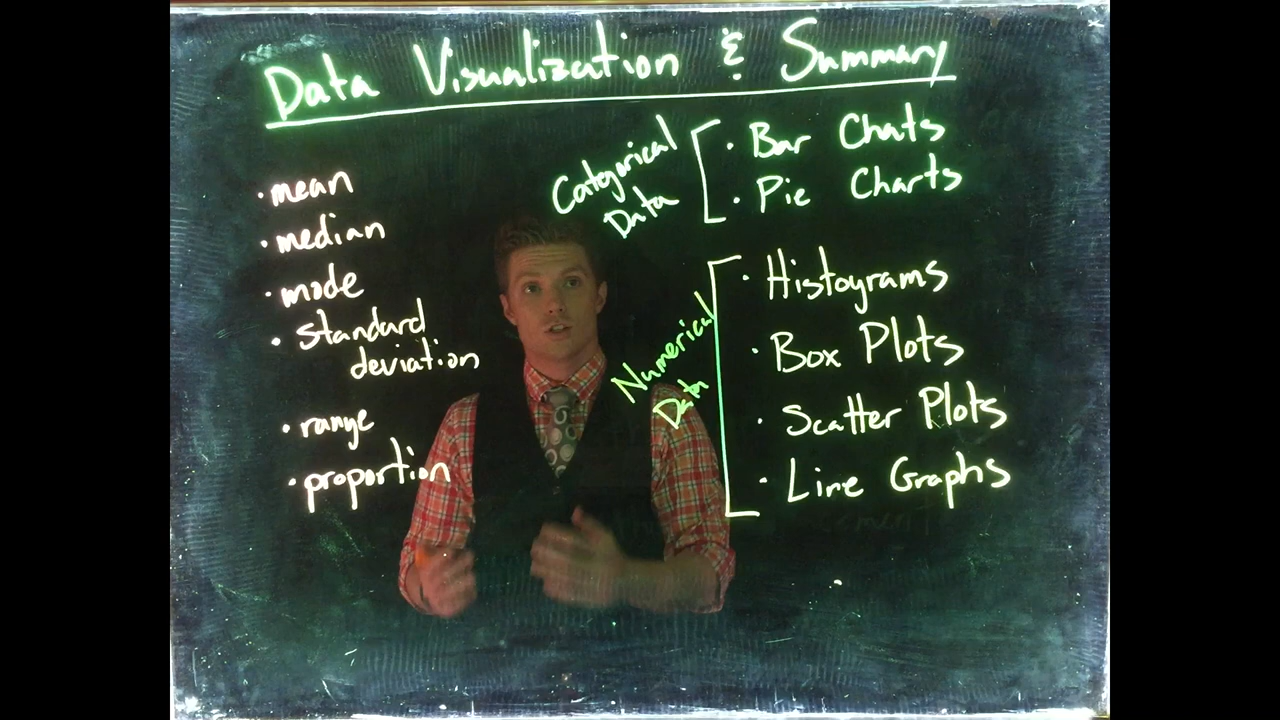 Data Visualization & Summary
· mean
· median
· mode
· standard
deviation
· range
· proportion
Categorical
Data
· Bar Chats
· Pie Charts
Numerical
Data
· Histograms
· Box Plots
· Scatter Plots
· Line Graphs